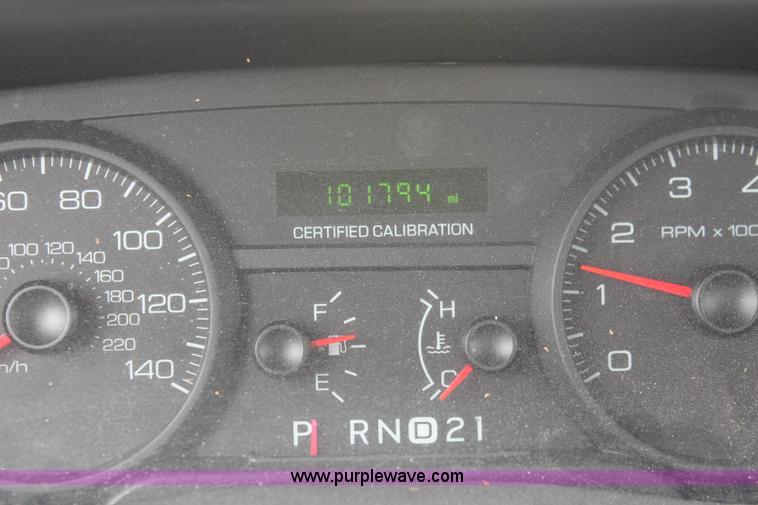 60 80 100 120 140
100 120 140 160 180 200 220
101794 mi
CERTIFIED CALIBRATION
F
E
H
C
P R N D 2 1
0 1 2 3 4
RPM x 100
www.purplewave.com